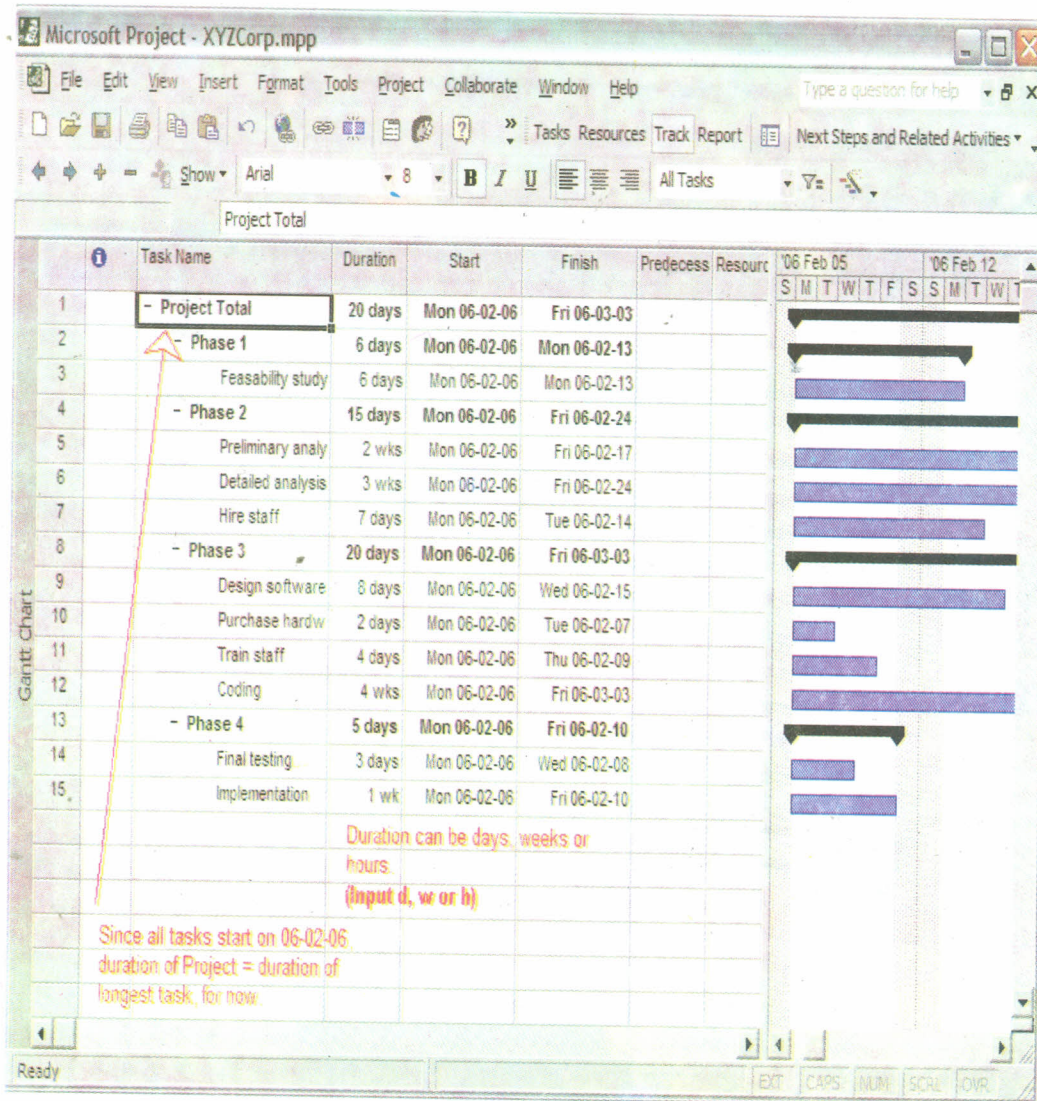 Microsoft Project - XYZCorp.mpp
File Edit View Insert Format Tools Project Collaborate Window Help Type a question for help
Tasks Resources Track Report Next Steps and Related Activities
Show Arial 8 B I U All Tasks
Project Total
Task Name Duration Start Finish Predecess Resourc '06 Feb 05 '06 Feb 12
S M T W T F S S M T W T
1 - Project Total 20 days Mon 06-02-06 Fri 06-03-03
2 - Phase 1 6 days Mon 06-02-06 Mon 06-02-13
3 Feasability study 6 days Mon 06-02-06 Mon 06-02-13
4 - Phase 2 15 days Mon 06-02-06 Fri 06-02-24
5 Preliminary analy 2 wks Mon 06-02-06 Fri 06-02-17
6 Detailed analysis 3 wks Mon 06-02-06 Fri 06-02-24
7 Hire staff 7 days Mon 06-02-06 Tue 06-02-14
8 - Phase 3 20 days Mon 06-02-06 Fri 06-03-03
9 Design software 8 days Mon 06-02-06 Wed 06-02-15
10 Purchase hardw 2 days Mon 06-02-06 Tue 06-02-07
11 Train staff 4 days Mon 06-02-06 Thu 06-02-09
12 Coding 4 wks Mon 06-02-06 Fri 06-03-03
13 - Phase 4 5 days Mon 06-02-06 Fri 06-02-10
14 Final testing 3 days Mon 06-02-06 Wed 06-02-08
15 Implementation 1 wk Mon 06-02-06 Fri 06-02-10
Gantt Chart
Duration can be days, weeks or
hours.
(Input d, w or h)
Since all tasks start on 06-02-06
duration of Project = duration of
longest task, for now
Ready EXT CAPS NUM SCRL OVR